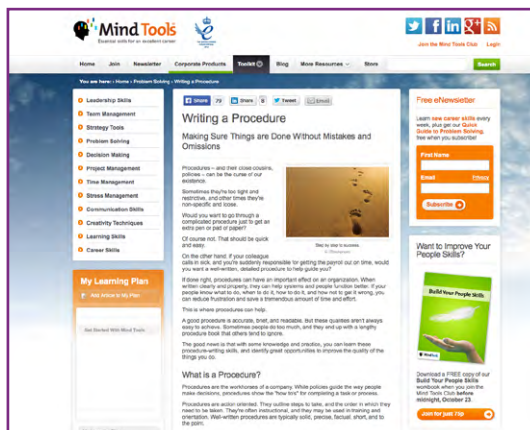 Mind Tools
Essential skills for an excellent career
Join the Mind Tools Club Login
Home Join Newsletter Corporate Products Toolkit Blog More Resources Store Search
You are here: Home › Problem Solving › Writing a Procedure
Leadership Skills
Team Management
Strategy Tools
Problem Solving
Decision Making
Project Management
Time Management
Stress Management
Communication Skills
Creativity Techniques
Learning Skills
Career Skills
My Learning Plan
Add Article to My Plan
Get Started With Mind Tools
Share 79 Share 8 Tweet Email
Writing a Procedure
Making Sure Things are Done Without Mistakes and
Omissions
Procedures – and their close cousins,
policies – can be the curse of our
existence.
Sometimes they're too tight and
restrictive, and other times they're
non-specific and loose.
Would you want to go through a
complicated procedure just to get an
extra pen or pad of paper?
Of course not. That should be quick
and easy.
Step by step to success.
On the other hand, if your colleague
calls in sick, and you're suddenly responsible for getting the payroll out on time, would
you want a well-written, detailed procedure to help guide you?
If done right, procedures can have an important effect on an organization. When
written clearly and properly, they can help systems and people function better. If your
people know what to do, when to do it, how to do it, and how not to get it wrong, you
can reduce frustration and save a tremendous amount of time and effort.
This is where procedures can help.
A good procedure is accurate, brief, and readable. But these qualities aren't always
easy to achieve. Sometimes people do too much, and they end up with a lengthy
procedure book that others tend to ignore.
The good news is that with some knowledge and practice, you can learn these
procedure-writing skills, and identify great opportunities to improve the quality of the
things you do.
What is a Procedure?
Procedures are the workhorses of a company. While policies guide the way people
make decisions, procedures show the "how to's" for completing a task or process.
Procedures are action oriented. They outline steps to take, and the order in which they
need to be taken. They're often instructional, and they may be used in training and
orientation. Well-written procedures are typically solid, precise, factual, short, and to
the point.
Free eNewsletter
Learn new career skills every
week, plus get our Quick
Guide to Problem Solving,
free when you subscribe!
First Name
Email Privacy
Subscribe
Want to Improve Your
People Skills?
Build Your People Skills
Download a FREE copy of our
Build Your People Skills
workbook when you join the
Mind Tools Club before
midnight, October 23.
Join for just 75p